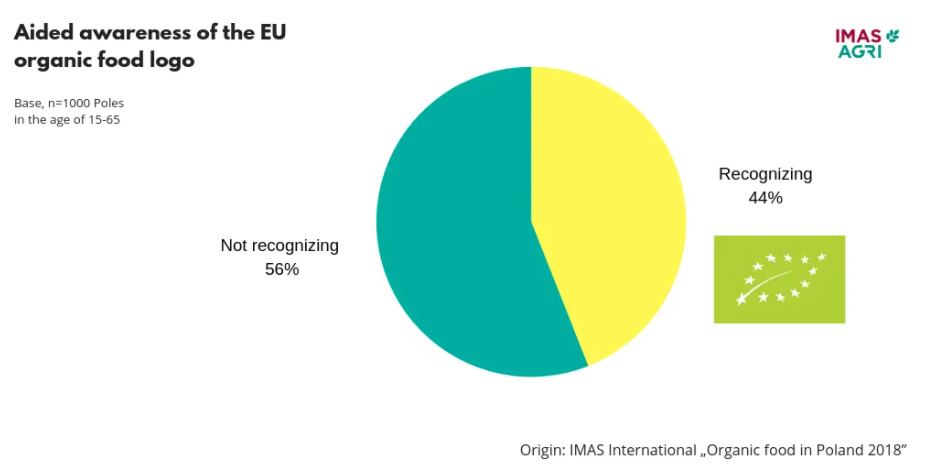 Aided awareness of the EU
organic food logo
IMAS
AGRI
Base, n=1000 Poles
in the age of 15-65
Recognizing
44%
Not recognizing
56%
Origin: IMAS International „Organic food in Poland 2018”